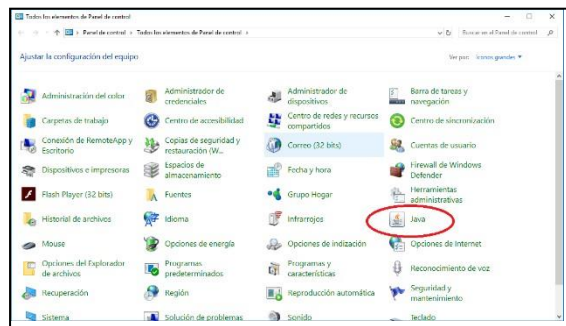 Todos los elementos de Panel de control
Panel de control > Todos los elementos de Panel de control >
Buscar en el Panel de control
Ajustar la configuración del equipo
Ver por: Iconos grandes
Administración del color
Administrador de credenciales
Administrador de dispositivos
Barra de tareas y navegación
Carpetas de trabajo
Centro de accesibilidad
Centro de redes y recursos compartidos
Centro de sincronización
Conexión de RemoteApp y Escritorio
Copias de seguridad y restauración (W...
Correo (32 bits)
Cuentas de usuario
Dispositivos e impresoras
Espacios de almacenamiento
Fecha y hora
Firewall de Windows Defender
Flash Player (32 bits)
Fuentes
Grupo Hogar
Herramientas administrativas
Historial de archivos
Idioma
Infrarrojos
Java
Mouse
Opciones de energía
Opciones de indización
Opciones de Internet
Opciones del Explorador de archivos
Programas predeterminados
Programas y características
Reconocimiento de voz
Recuperación
Región
Reproducción automática
Seguridad y mantenimiento
Sistema
Solución de problemas
Sonido
Teclado